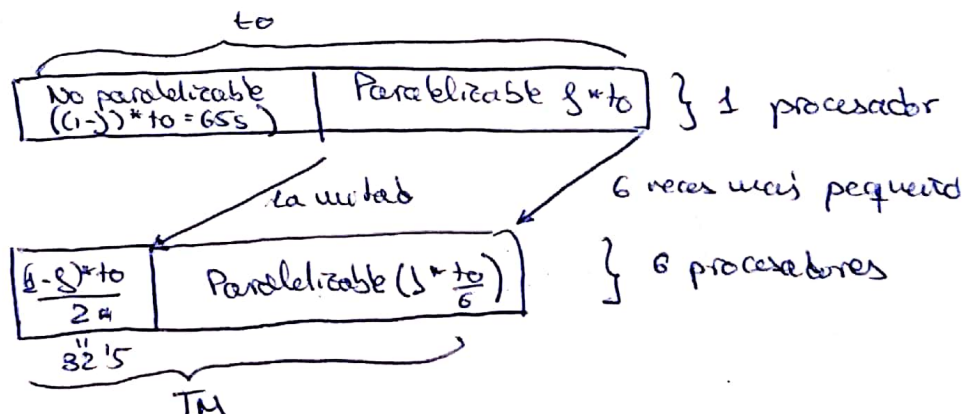 to
No paralelizable
((1-f)*to = 65s)
Paralelizable f*to
} 1 procesador
la mitad
6 veces más pequeño
(1-f)*to
2
Paralelizable (f*to/6)
} 6 procesadores
"
32'5
TM